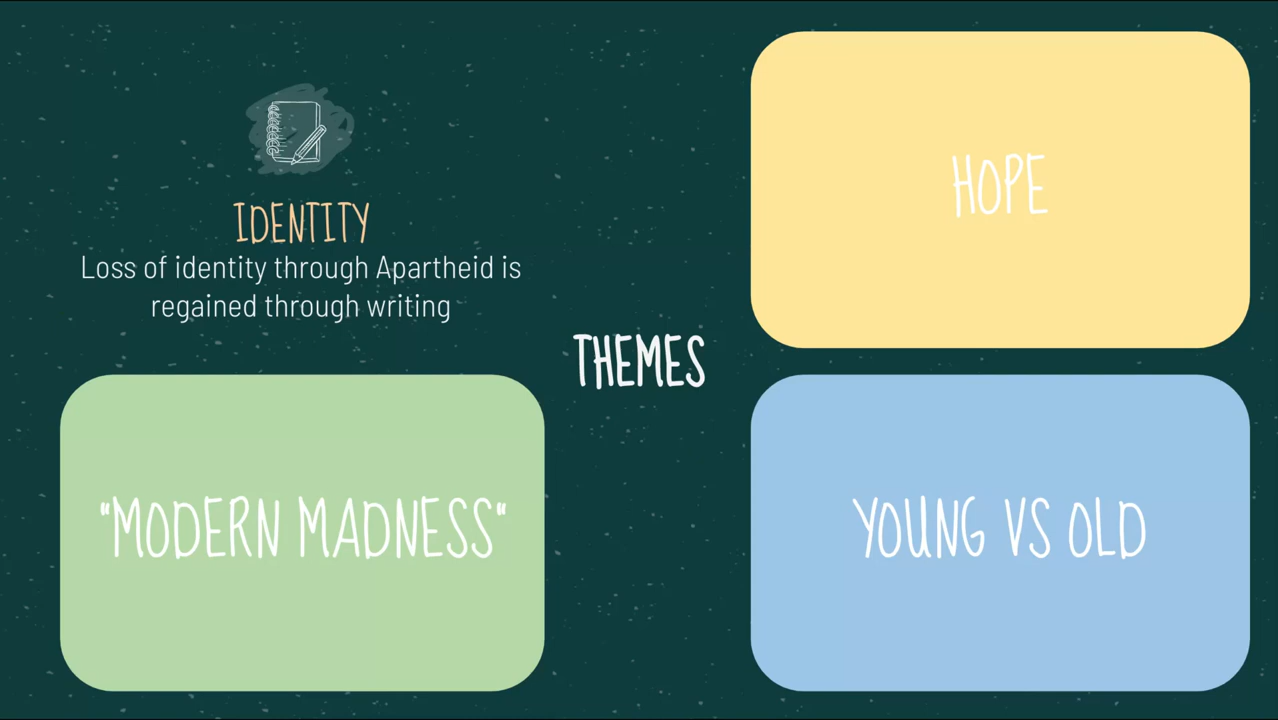 IDENTITY
Loss of identity through Apartheid is
regained through writing
HOPE
THEMES
"MODERN MADNESS"
YOUNG VS OLD